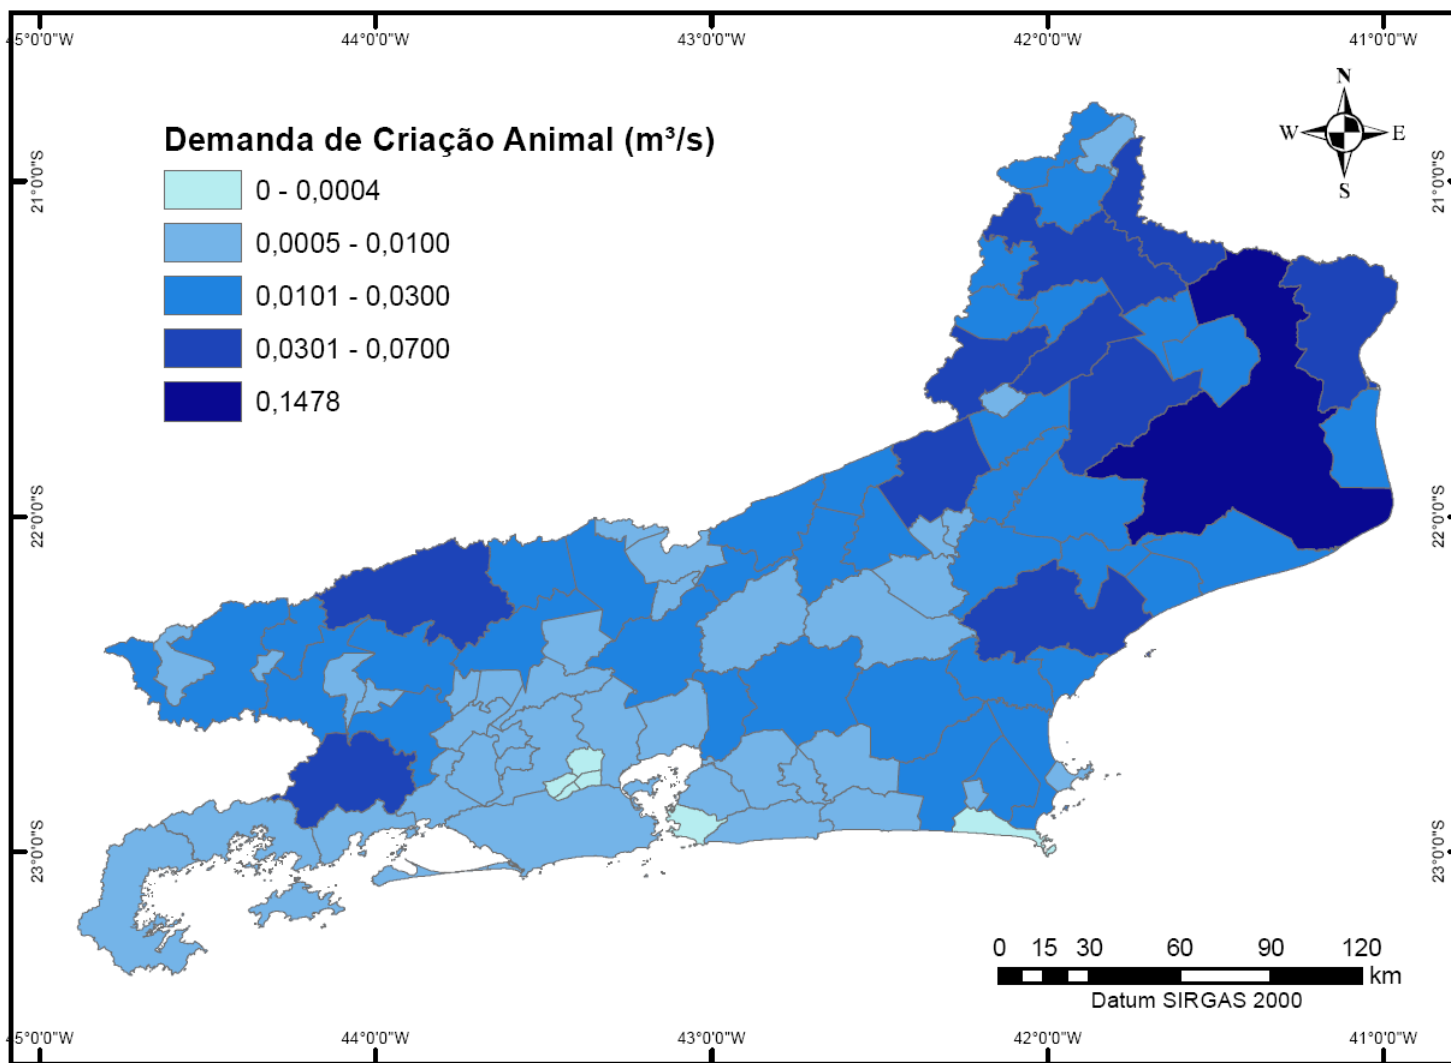 45°0'0"W 44°0'0"W 43°0'0"W 42°0'0"W 41°0'0"W
N
W E
S
Demanda de Criação Animal (m³/s)
0 - 0,0004
0,0005 - 0,0100
0,0101 - 0,0300
0,0301 - 0,0700
0,1478
21°0'0"S 21°0'0"S
22°0'0"S 22°0'0"S
23°0'0"S 23°0'0"S
0 15 30 60 90 120
km
Datum SIRGAS 2000
45°0'0"W 44°0'0"W 43°0'0"W 42°0'0"W 41°0'0"W